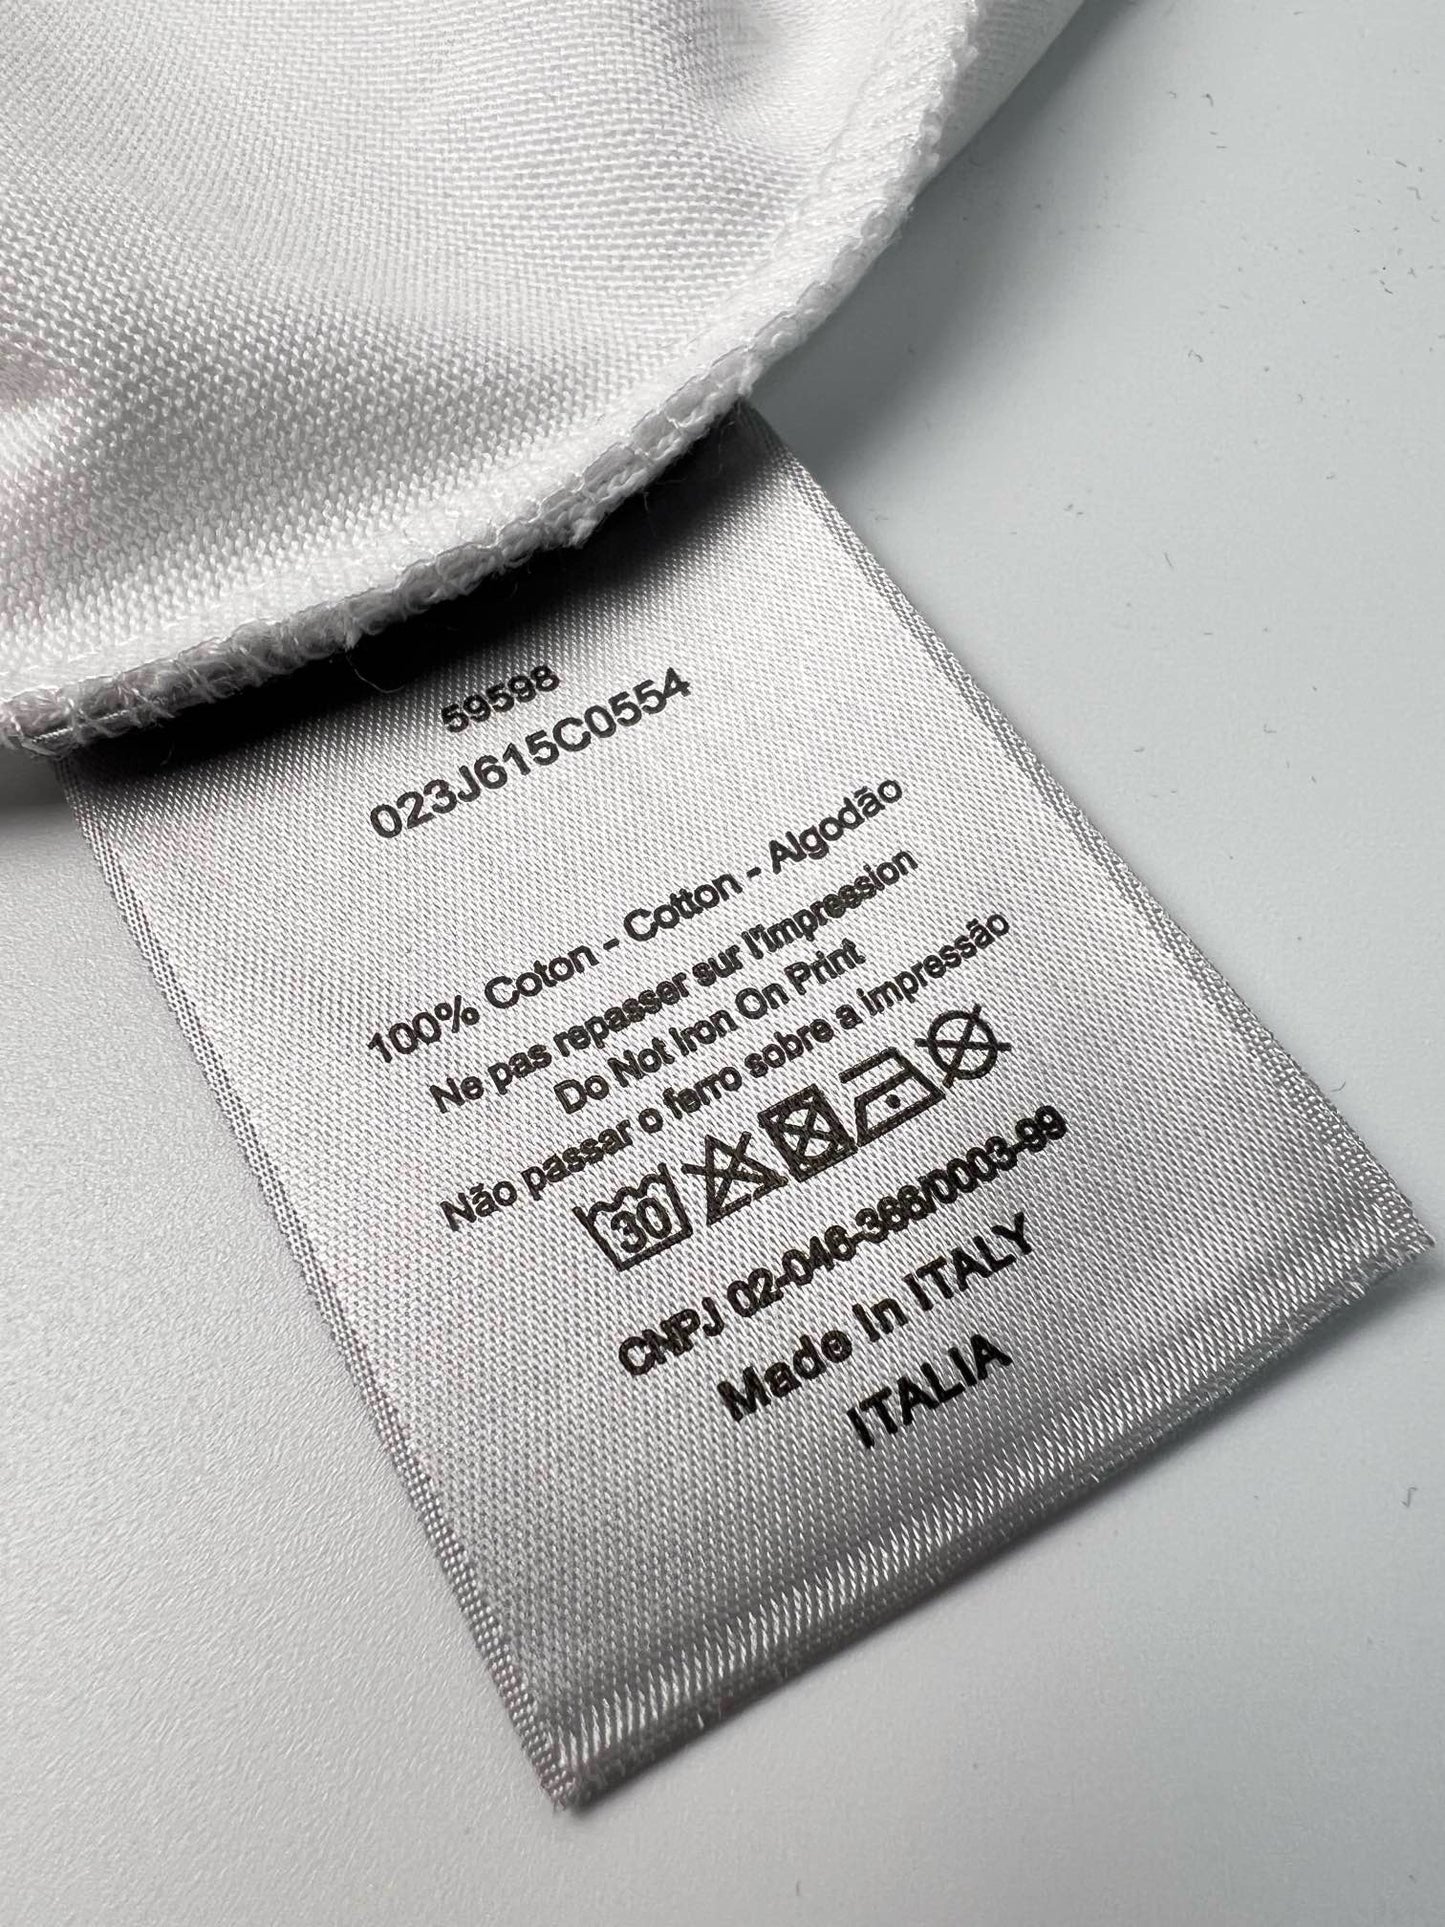 59598
023J615C0554
100% Coton - Cotton - Algodão
Ne pas repasser sur l'impression
Do Not Iron On Print
Não passar o ferro sobre a impressão
30
CNPJ 02-046-368/0003-99
Made In ITALY
ITALIA